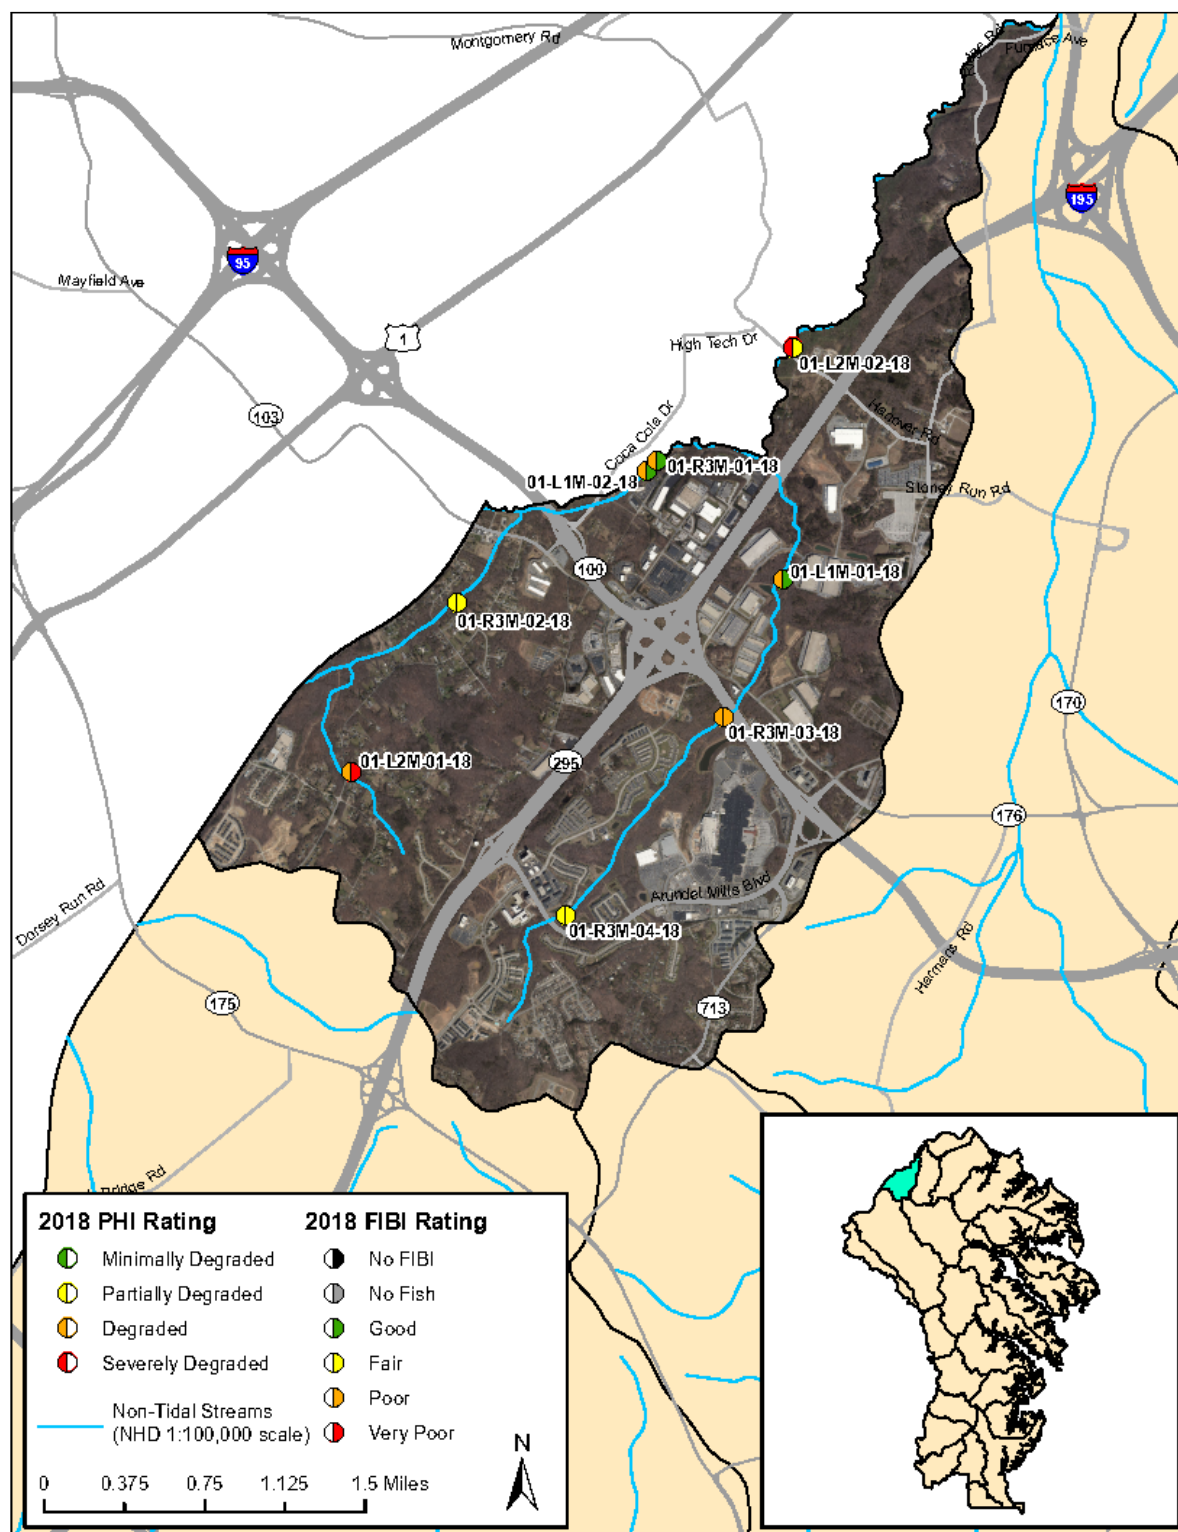 Montgomery Rd
Furnace Ave
195
95
Mayfield Ave
1
High Tech Dr
01-L2M-02-18
103
Hanover Rd
Coca Cola Dr
01-R3M-01-18
01-L1M-02-18
Stoney Run Rd
100
01-L1M-01-18
01-R3M-02-18
170
01-R3M-03-18
01-L2M-01-18
295
176
Arundel Mills Blvd
Dorsey Run Rd
01-R3M-04-18
Harmans Rd
175
713
Bridge Rd
2018 PHI Rating
Minimally Degraded
Partially Degraded
Degraded
Severely Degraded
Non-Tidal Streams
(NHD 1:100,000 scale)
2018 FIBI Rating
No FIBI
No Fish
Good
Fair
Poor
Very Poor
N
0 0.375 0.75 1.125 1.5 Miles